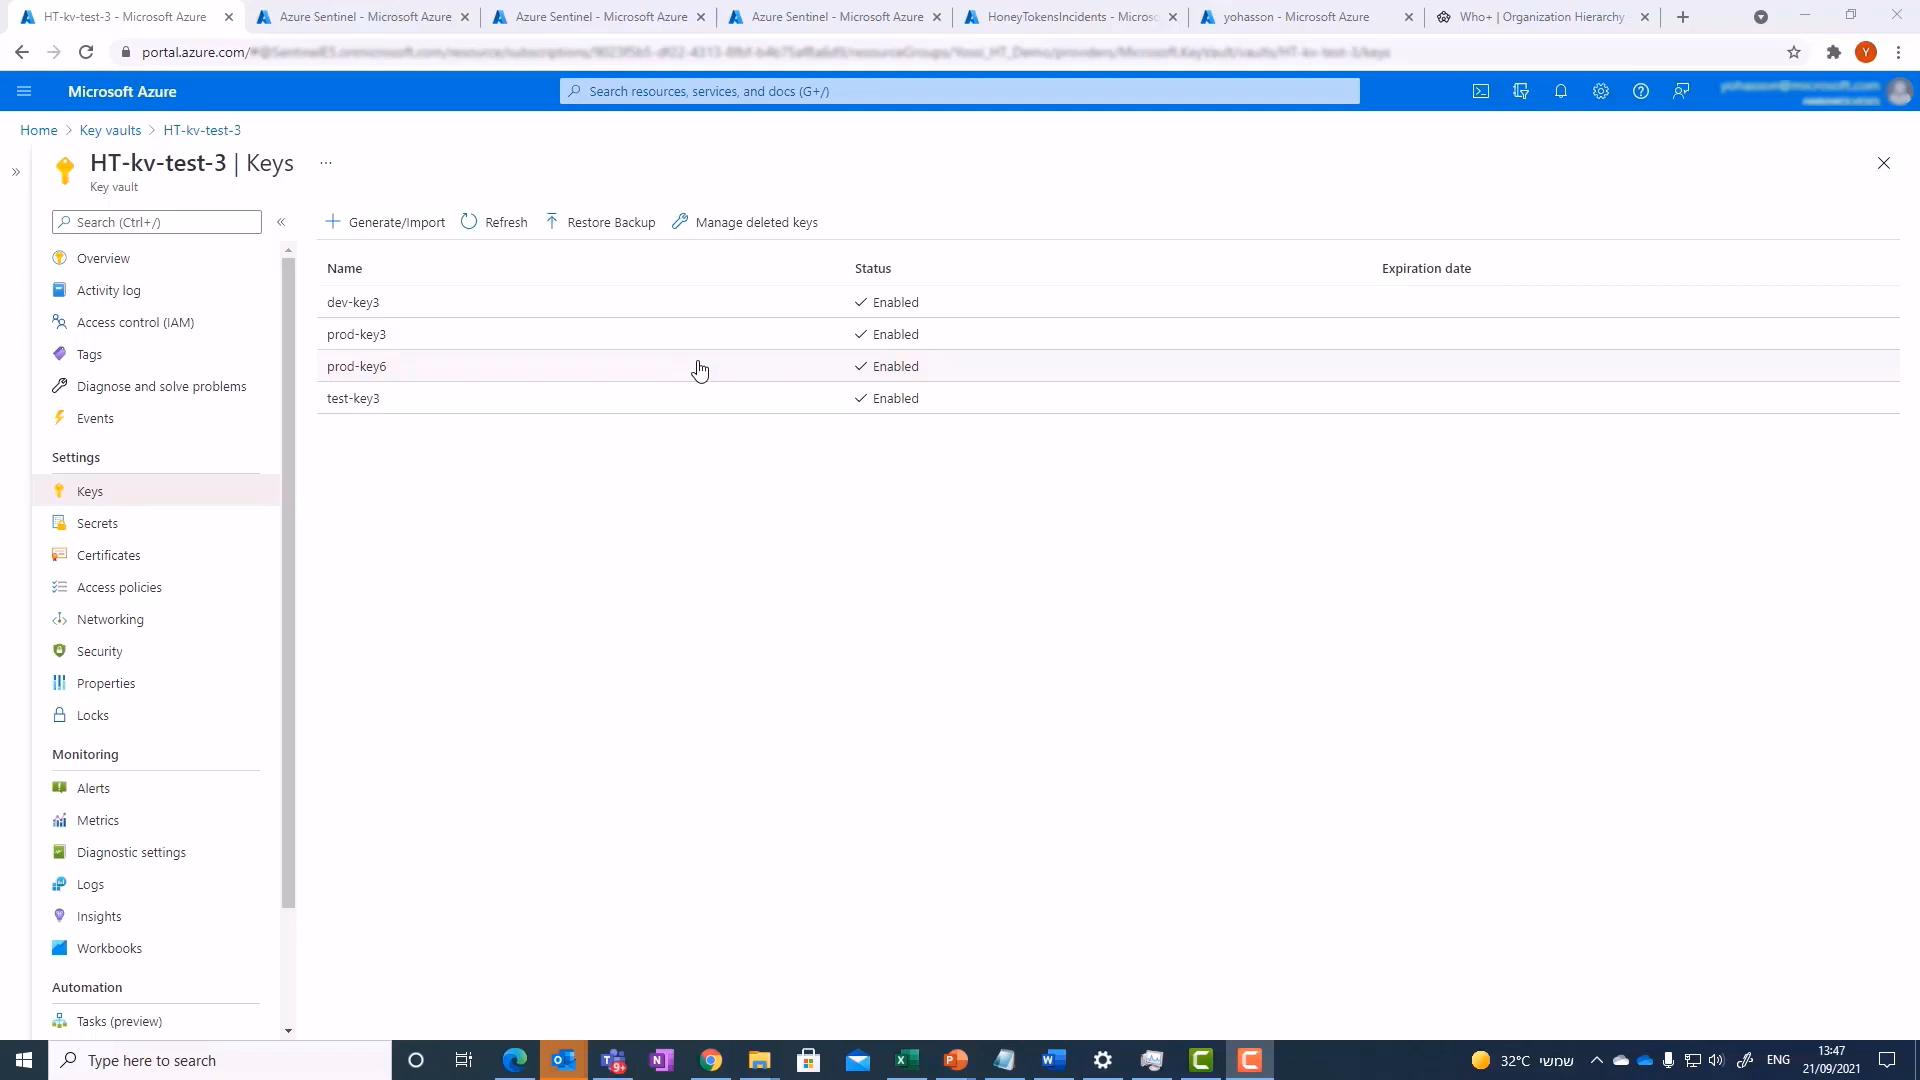 HT-kv-test-3 - Microsoft Azure
Azure Sentinel - Microsoft Azure
Azure Sentinel - Microsoft Azure
Azure Sentinel - Microsoft Azure
HoneyTokensIncidents - Microsc
yohasson - Microsoft Azure
Who+ | Organization Hierarchy
portal.azure.com/
Microsoft Azure
Search resources, services, and docs (G+/)
Home > Key vaults > HT-kv-test-3
HT-kv-test-3 | Keys ...
Key vault
Search (Ctrl+/)
Generate/Import
Refresh
Restore Backup
Manage deleted keys
Overview
Activity log
Access control (IAM)
Tags
Diagnose and solve problems
Events
Settings
Keys
Secrets
Certificates
Access policies
Networking
Security
Properties
Locks
Monitoring
Alerts
Metrics
Diagnostic settings
Logs
Insights
Workbooks
Automation
Tasks (preview)
Name Status Expiration date
dev-key3 Enabled
prod-key3 Enabled
prod-key6 Enabled
test-key3 Enabled
Type here to search
32°C שמשי
ENG
13:47
21/09/2021